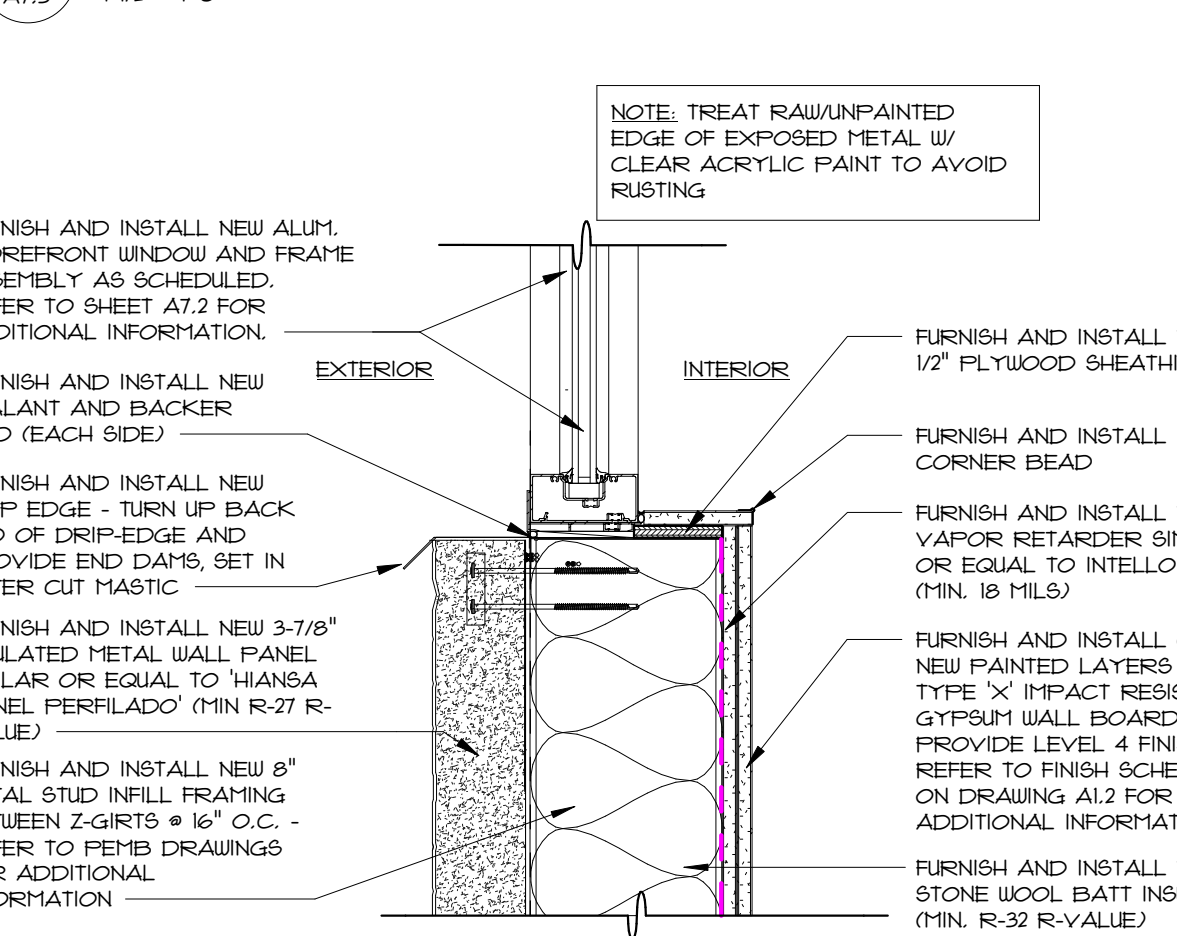 NOTE: TREAT RAW/UNPAINTED
EDGE OF EXPOSED METAL W/
CLEAR ACRYLIC PAINT TO AVOID
RUSTING
NISH AND INSTALL NEW ALUM.
OREFRONT WINDOW AND FRAME
SEMBLY AS SCHEDULED.
FER TO SHEET A7.2 FOR
DITIONAL INFORMATION.
EXTERIOR
INTERIOR
NISH AND INSTALL NEW
ALANT AND BACKER
D (EACH SIDE)
NISH AND INSTALL NEW
P EDGE - TURN UP BACK
D OF DRIP-EDGE AND
OVIDE END DAMS, SET IN
TER CUT MASTIC
NISH AND INSTALL NEW 3-7/8"
ULATED METAL WALL PANEL
ILAR OR EQUAL TO 'HIANSA
NEL PERFILADO' (MIN R-27 R-
LUE)
NISH AND INSTALL NEW 8"
TAL STUD INFILL FRAMING
TWEEN Z-GIRTS @ 16" O.C. -
FER TO PEMB DRAWINGS
R ADDITIONAL
ORMATION
FURNISH AND INSTALL
1/2" PLYWOOD SHEATHI
FURNISH AND INSTALL
CORNER BEAD
FURNISH AND INSTALL
VAPOR RETARDER SIM
OR EQUAL TO INTELLO
(MIN. 18 MILS)
FURNISH AND INSTALL
NEW PAINTED LAYERS
TYPE 'X' IMPACT RESIS
GYPSUM WALL BOARD
PROVIDE LEVEL 4 FINI
REFER TO FINISH SCHE
ON DRAWING A1.2 FOR
ADDITIONAL INFORMAT
FURNISH AND INSTALL
STONE WOOL BATT INS
(MIN. R-32 R-VALUE)